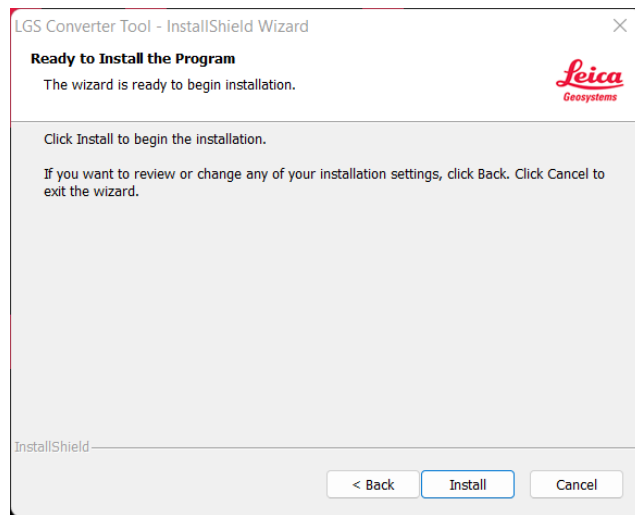 LGS Converter Tool - InstallShield Wizard
Ready to Install the Program
The wizard is ready to begin installation.
Leica
Geosystems
Click Install to begin the installation.
If you want to review or change any of your installation settings, click Back. Click Cancel to
exit the wizard.
InstallShield
< Back Install Cancel